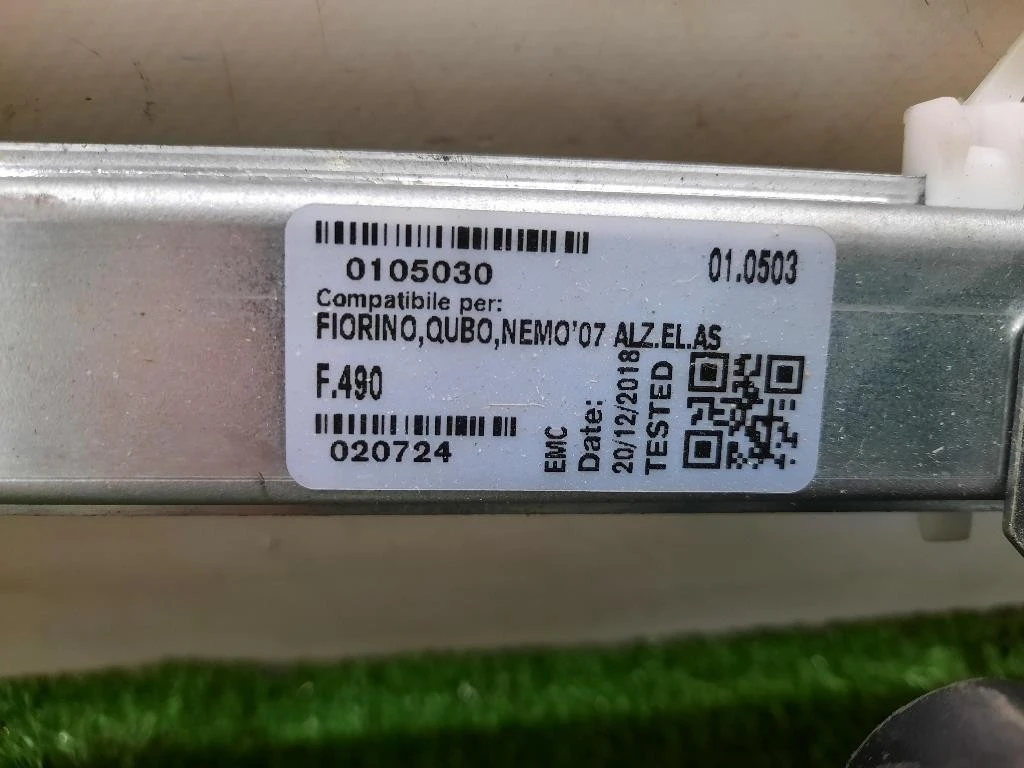 0105030
01.0503
Compatibile per:
FIORINO,QUBO,NEMO'07 ALZ.EL.AS
F.490
020724
EMC
Date:
20/12/2018
TESTED